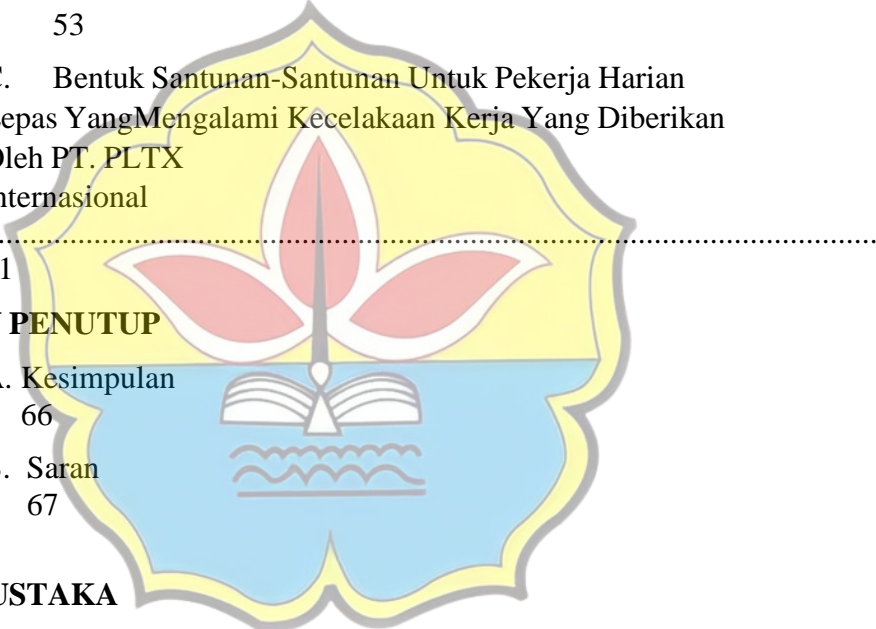 53
C. Bentuk Santunan-Santunan Untuk Pekerja Harian
epas YangMengalami Kecelakaan Kerja Yang Diberikan
Oleh PT. PLTX
nternasional
................................................................................
1
PENUTUP
A. Kesimpulan
66
. Saran
67
USTAKA